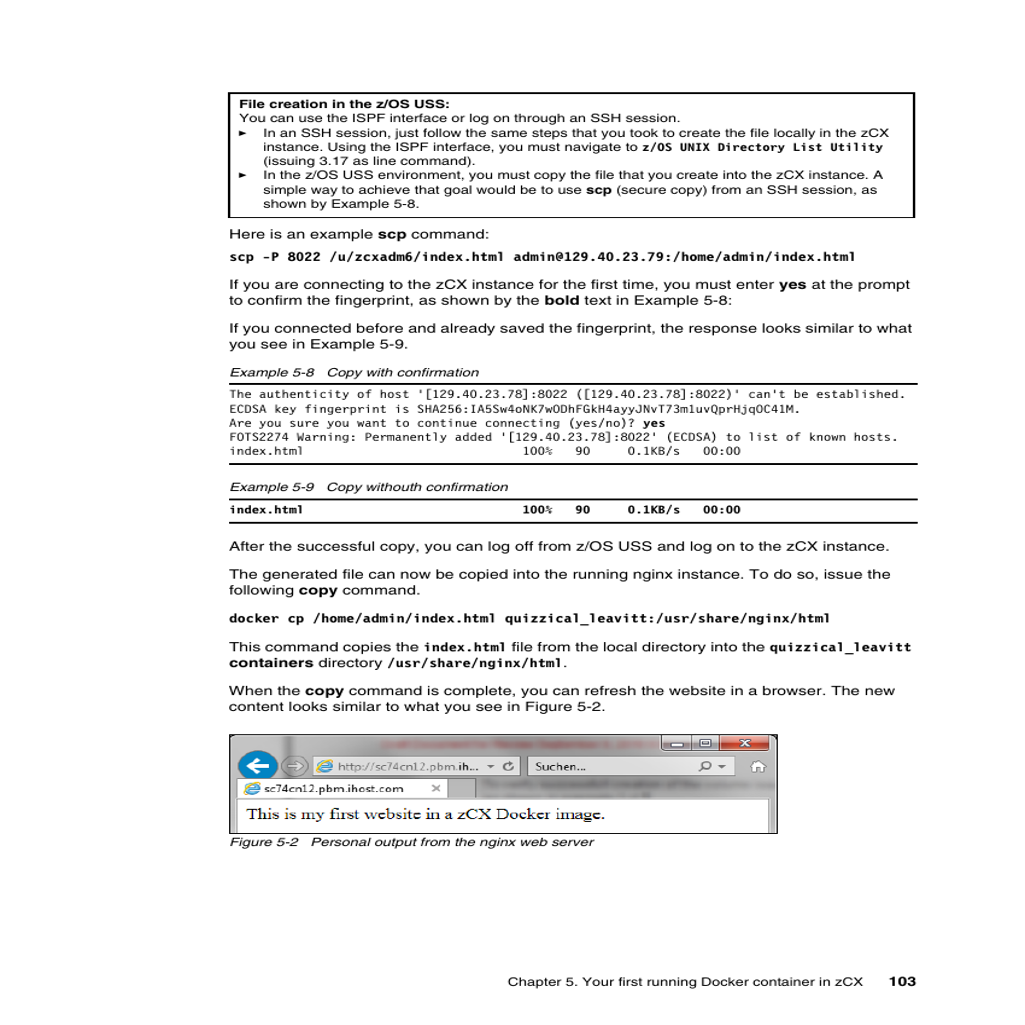 File creation in the z/OS USS:
You can use the ISPF interface or log on through an SSH session.
► In an SSH session, just follow the same steps that you took to create the file locally in the zCX
instance. Using the ISPF interface, you must navigate to z/OS UNIX Directory List Utility
(issuing 3.17 as line command).
► In the z/OS USS environment, you must copy the file that you create into the zCX instance. A
simple way to achieve that goal would be to use scp (secure copy) from an SSH session, as
shown by Example 5-8.
Here is an example scp command:
scp -P 8022 /u/zcxadm6/index.html admin@129.40.23.79:/home/admin/index.html
If you are connecting to the zCX instance for the first time, you must enter yes at the prompt
to confirm the fingerprint, as shown by the bold text in Example 5-8:
If you connected before and already saved the fingerprint, the response looks similar to what
you see in Example 5-9.
Example 5-8 Copy with confirmation
The authenticity of host '[129.40.23.78]:8022 ([129.40.23.78]:8022)' can't be established.
ECDSA key fingerprint is SHA256:IA5Sw4oNK7wODhFGkH4ayyJNvT73m1uvQprHjqOC41M.
Are you sure you want to continue connecting (yes/no)? yes
FOTS2274 Warning: Permanently added '[129.40.23.78]:8022' (ECDSA) to list of known hosts.
index.html 100% 90 0.1KB/s 00:00
Example 5-9 Copy withouth confirmation
index.html 100% 90 0.1KB/s 00:00
After the successful copy, you can log off from z/OS USS and log on to the zCX instance.
The generated file can now be copied into the running nginx instance. To do so, issue the
following copy command.
docker cp /home/admin/index.html quizzical_leavitt:/usr/share/nginx/html
This command copies the index.html file from the local directory into the quizzical_leavitt
containers directory /usr/share/nginx/html.
When the copy command is complete, you can refresh the website in a browser. The new
content looks similar to what you see in Figure 5-2.
http://sc74cn12.pbm.ih... Suchen...
sc74cn12.pbm.ihost.com
This is my first website in a zCX Docker image.
Figure 5-2 Personal output from the nginx web server
Chapter 5. Your first running Docker container in zCX 103